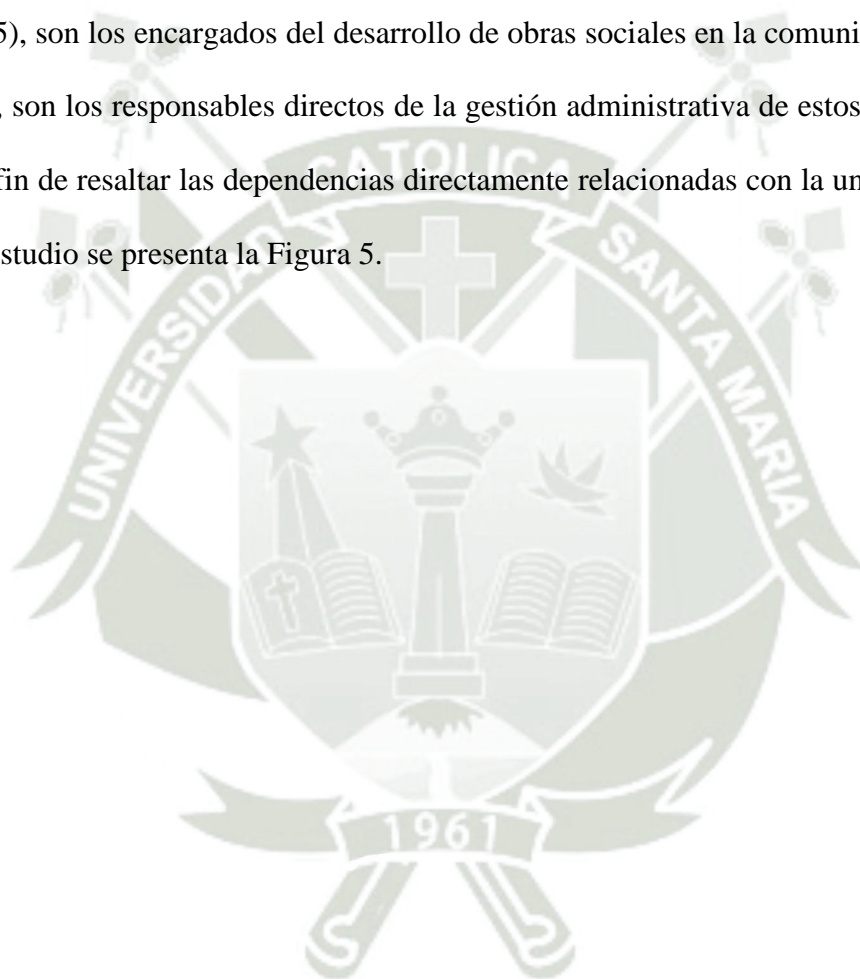 5), son los encargados del desarrollo de obras sociales en la comuni
, son los responsables directos de la gestión administrativa de estos
fin de resaltar las dependencias directamente relacionadas con la un
studio se presenta la Figura 5.
UNIVERSIDAD CATOLICA SANTA MARIA
1961